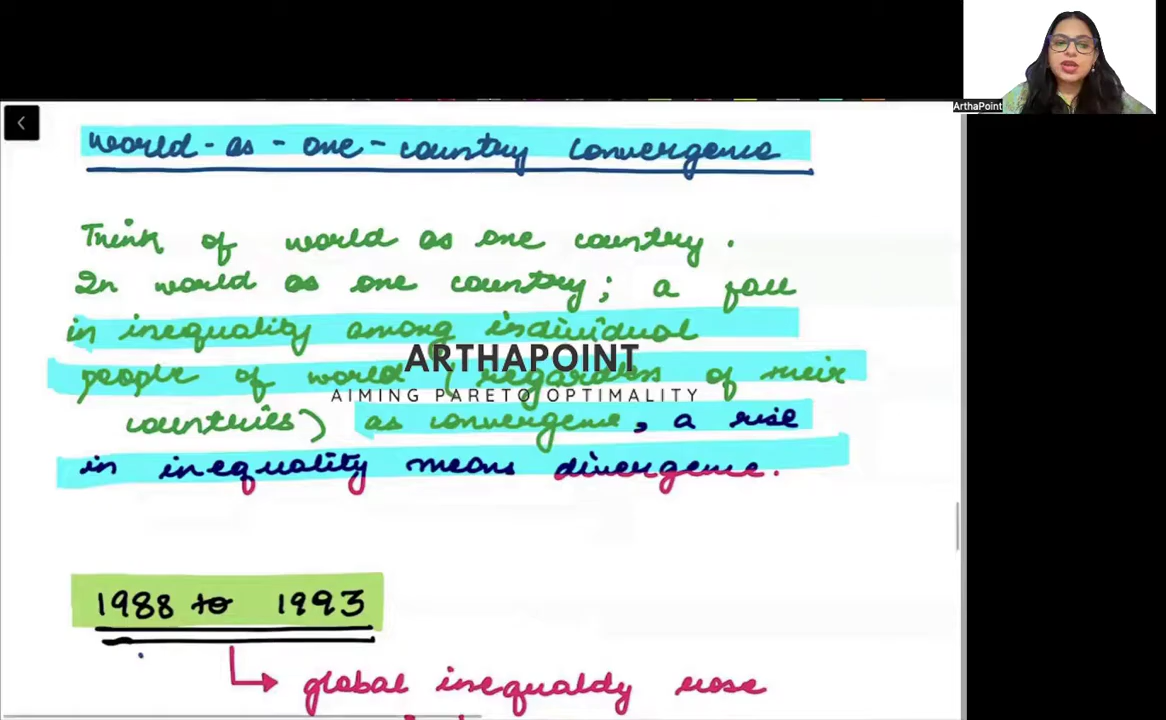 ArthaPoint
world-as-one-country convergence
Think of world as one country.
In world as one country; a fall
in inequality among individual
people of world (regardless of their
countries) as convergence, a rise
in inequality means divergence.
ARTHAPOINT
AIMING PARETO OPTIMALITY
1988 to 1993
global inequality rose